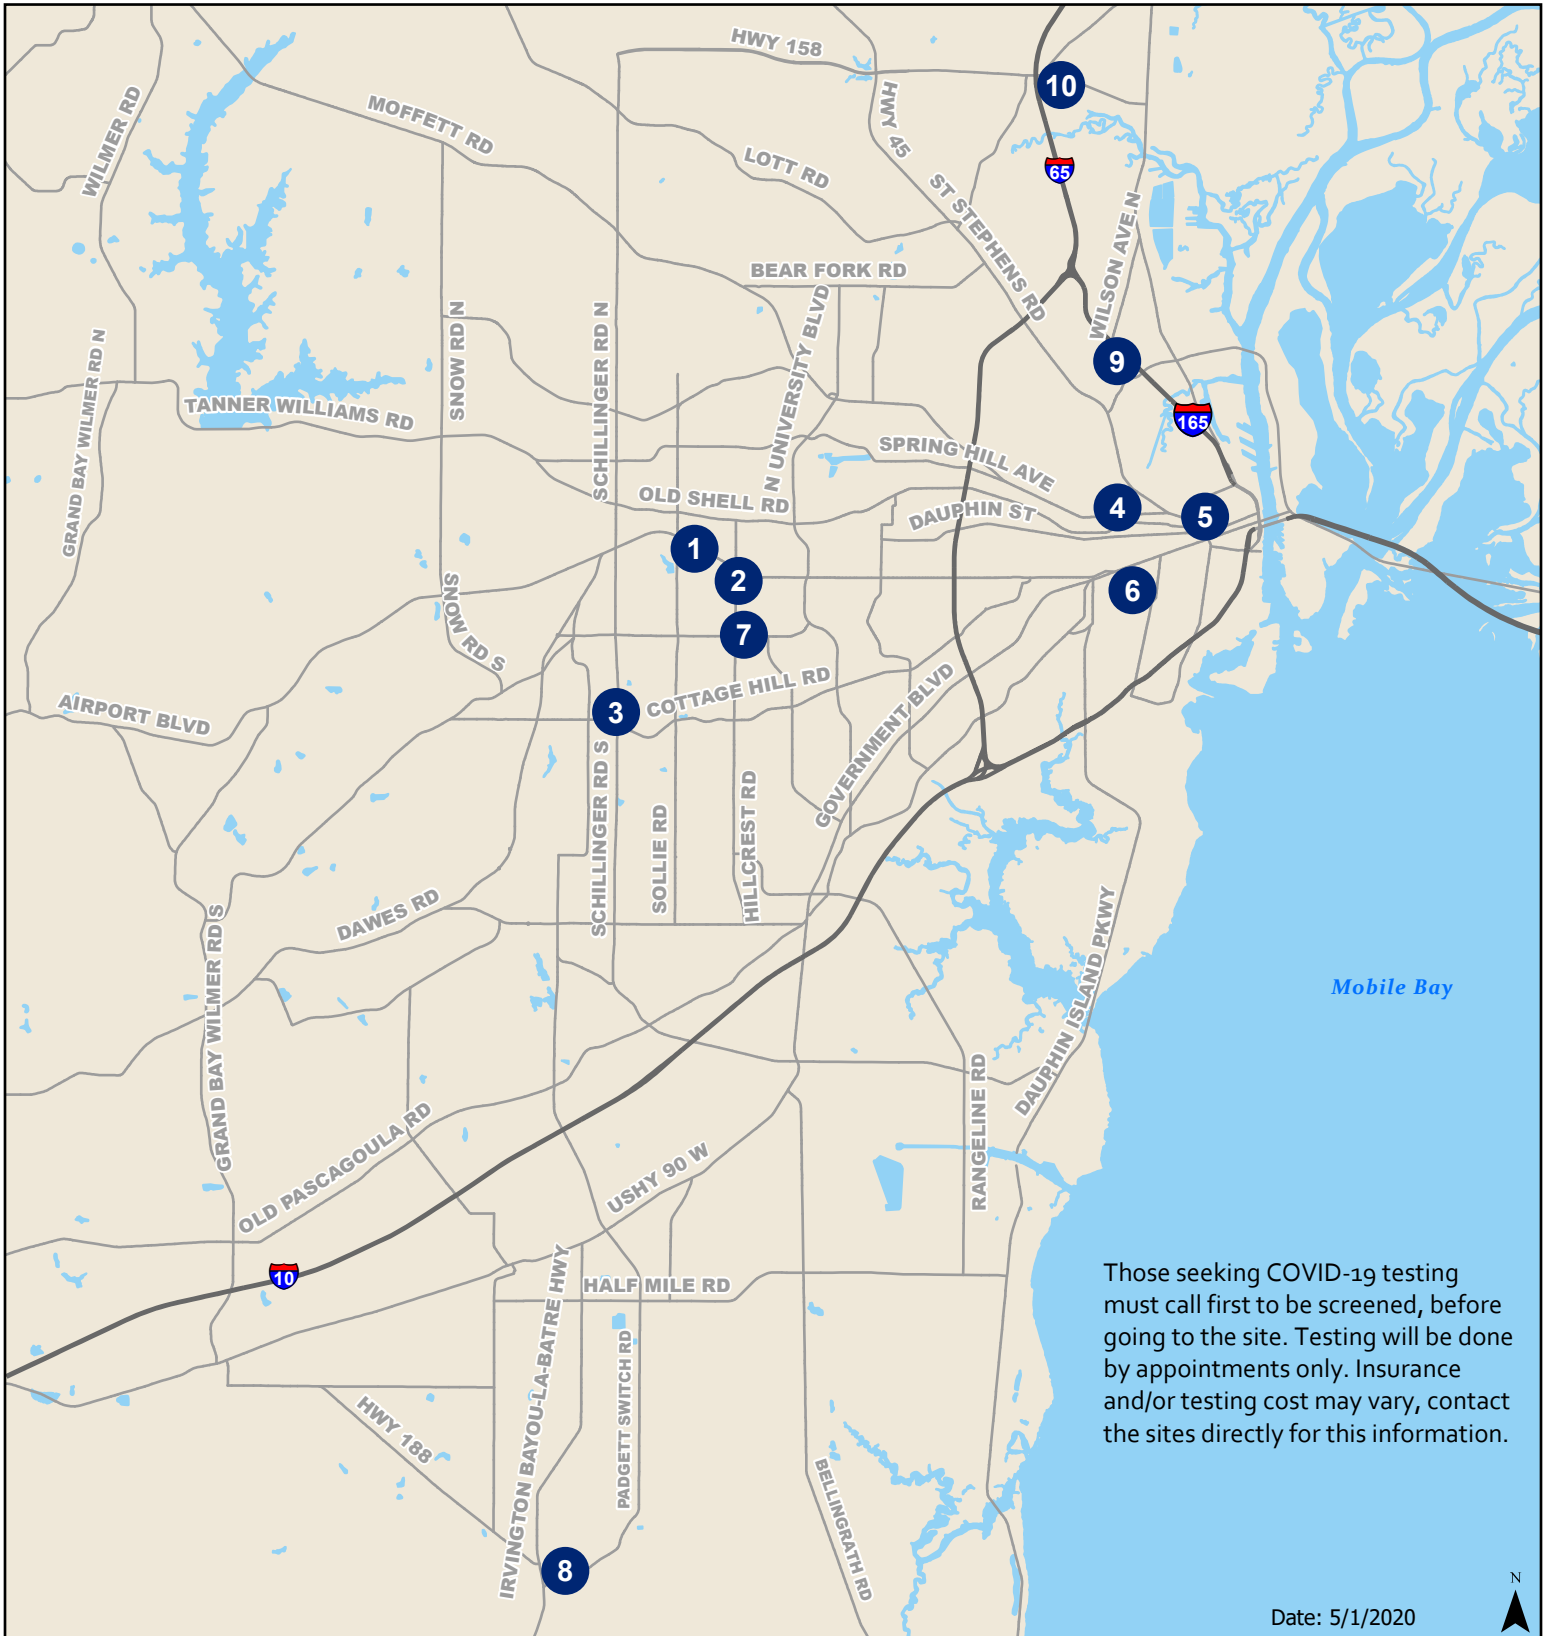 HWY 158
10
MOFFETT RD
WILMER RD
HWY 45
LOTT RD
65
ST STEPHENS RD
WILSON AVE N
BEAR FORK RD
N UNIVERSITY BLVD
SCHILLINGER RD N
SNOW RD N
GRAND BAY WILMER RD N
9
TANNER WILLIAMS RD
165
SPRING HILL AVE
OLD SHELL RD
DAUPHIN ST
4
5
1
2
6
SNOW RD S
7
COTTAGE HILL RD
GOVERNMENT BLVD
AIRPORT BLVD
3
SCHILLINGER RD S
SOLLIE RD
HILLCREST RD
DAWES RD
GRAND BAY WILMER RD S
DAUPHIN ISLAND PKWY
Mobile Bay
RANGELINE RD
OLD PASCAGOULA RD
USHY 90 W
10
HALF MILE RD
IRVINGTON BAYOU-LA-BATRE HWY
PADGETT SWITCH RD
HWY 188
BELLINGRATH RD
8
Those seeking COVID-19 testing
must call first to be screened, before
going to the site. Testing will be done
by appointments only. Insurance
and/or testing cost may vary, contact
the sites directly for this information.
N
Date: 5/1/2020